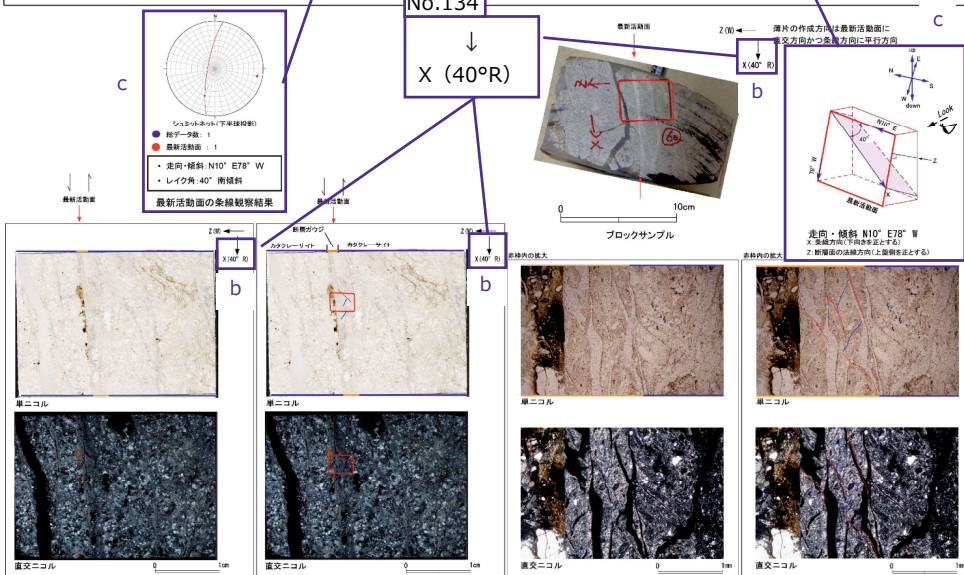 No.134
↓
X（40°R）
c
N
シュミットネット(下半球投影)
総データ数: 1
最新活動面 : 1
・ 走向・傾斜:N10° E78° W
・ レイク角:40° 南傾斜
最新活動面の条線観察結果
最新活動面
Z
X
60
0 10cm
ブロックサンプル
Z(W)
X(40° R)
b
薄片の作成方向は最新活動面に
直交方向かつ条線方向に平行方向
c
up
E
N
S
W
down
Look
N10° E
40°
78° W
Z
X
最新活動面
走向・傾斜 N10° E78° W
X:条線方向(下向きを正とする)
Z:断層面の法線方向(上盤側を正とする)
最新活動面
Z(W)
X(40° R)
b
単ニコル
直交ニコル
0 1cm
最新活動面
断層ガウジ
カタクレーサイト
カタクレーサイト
Z(W)
X(40° R)
b
単ニコル
直交ニコル
0 1cm
赤枠内の拡大
単ニコル
直交ニコル
0 1mm
赤枠内の拡大
単ニコル
直交ニコル
0 1mm